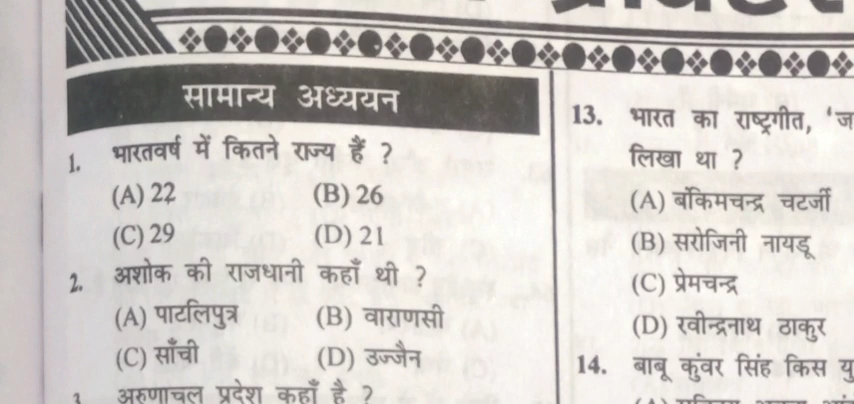 सामान्य अध्ययन
1. भारतवर्ष में कितने राज्य हैं ?
(A) 22 (B) 26
(C) 29 (D) 21
2. अशोक की राजधानी कहाँ थी ?
(A) पाटलिपुत्र (B) वाराणसी
(C) साँची (D) उज्जैन
3. अरुणाचल प्रदेश कहाँ है ?
13. भारत का राष्ट्रगीत, 'ज
लिखा था ?
(A) बंकिमचन्द्र चटर्जी
(B) सरोजिनी नायडू
(C) प्रेमचन्द्र
(D) रवीन्द्रनाथ ठाकुर
14. बाबू कुंवर सिंह किस यु